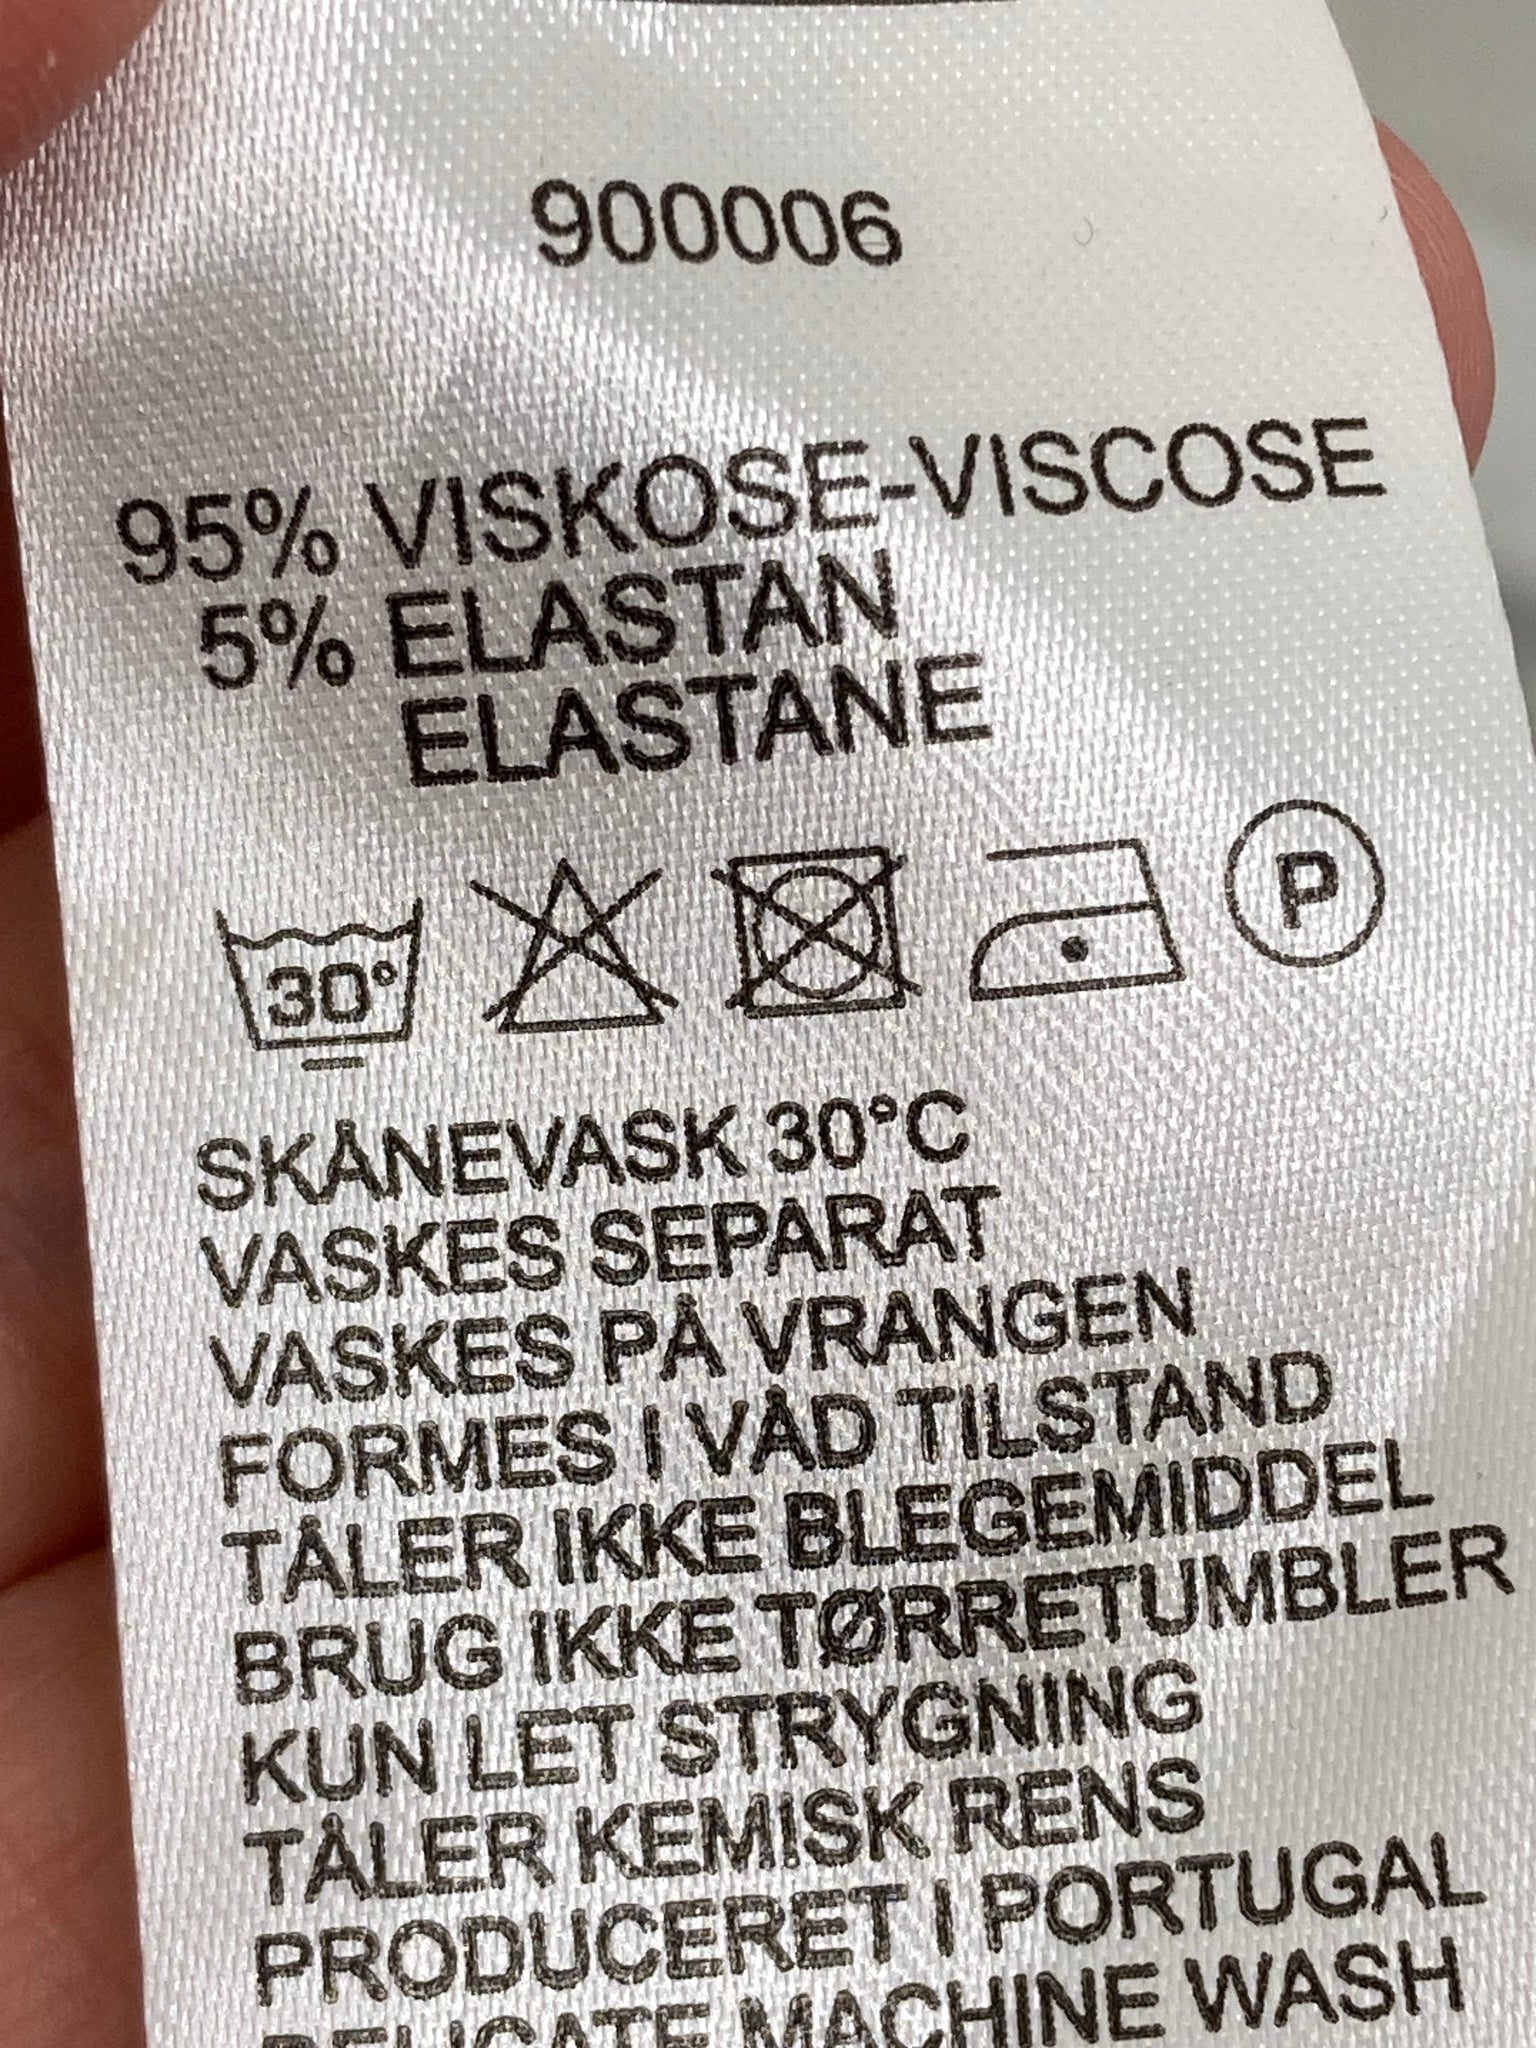 900006
95% VISKOSE-VISCOSE
5% ELASTAN
ELASTANE
30°
P
SKÅNEVASK 30°C
VASKES SEPARAT
VASKES PÅ VRANGEN
FORMES I VÅD TILSTAND
TÅLER IKKE BLEGEMIDDEL
BRUG IKKE TØRRETUMBLER
KUN LET STRYGNING
TÅLER KEMISK RENS
PRODUCERET I PORTUGAL
DELICATE MACHINE WASH